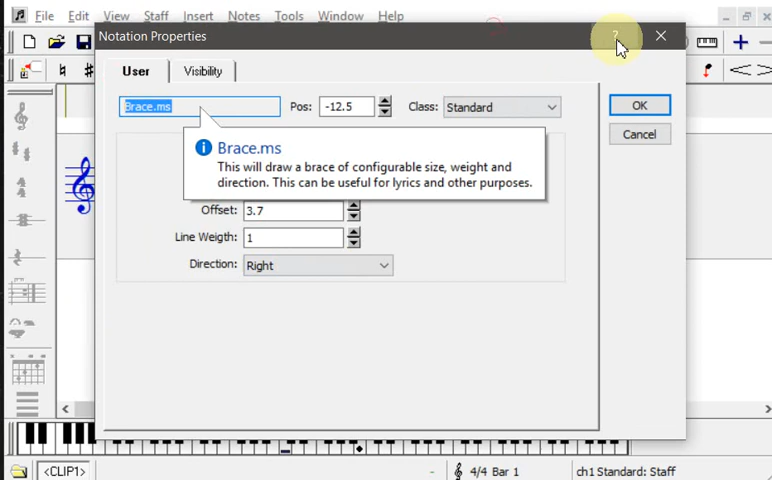 File Edit View Staff Insert Notes Tools Window Help
Notation Properties
User Visibility
Brace.ms Pos: -12.5 Class: Standard OK
Cancel
Brace.ms
This will draw a brace of configurable size, weight and
direction. This can be useful for lyrics and other purposes.
Offset: 3.7
Line Weigth: 1
Direction: Right
<CLIP1> - 4/4 Bar 1 ch1 Standard: Staff